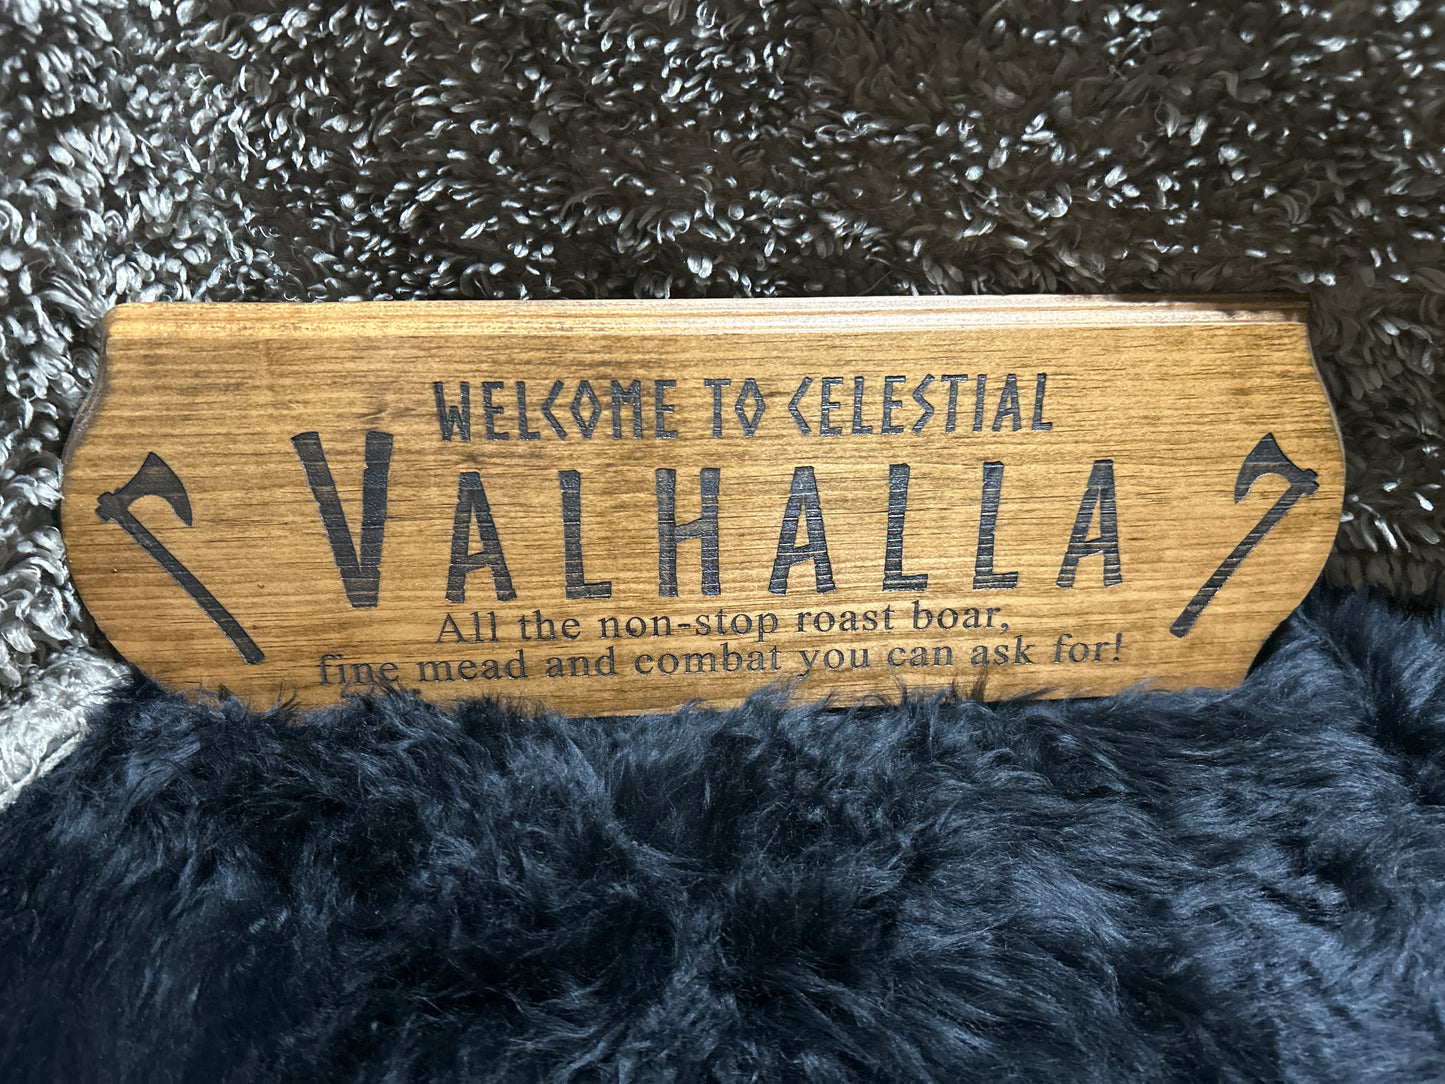 WELCOME TO CELESTIAL
VALHALLA
All the non-stop roast boar,
fine mead and combat you can ask for!